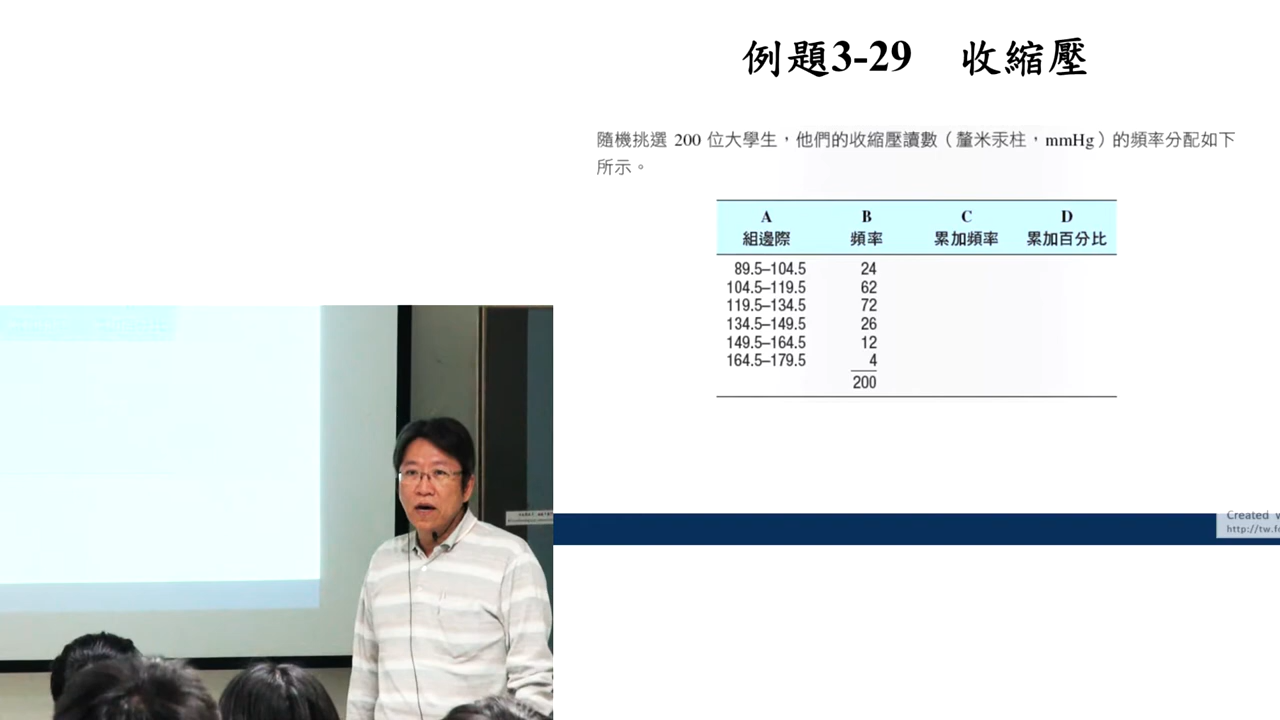 例題3-29 收縮壓
隨機挑選 200 位大學生，他們的收縮壓讀數（釐米汞柱，mmHg）的頻率分配如下
所示。
A B C D
組邊際 頻率 累加頻率 累加百分比
89.5–104.5 24
104.5–119.5 62
119.5–134.5 72
134.5–149.5 26
149.5–164.5 12
164.5–179.5 4
200
Created
http://tw.f